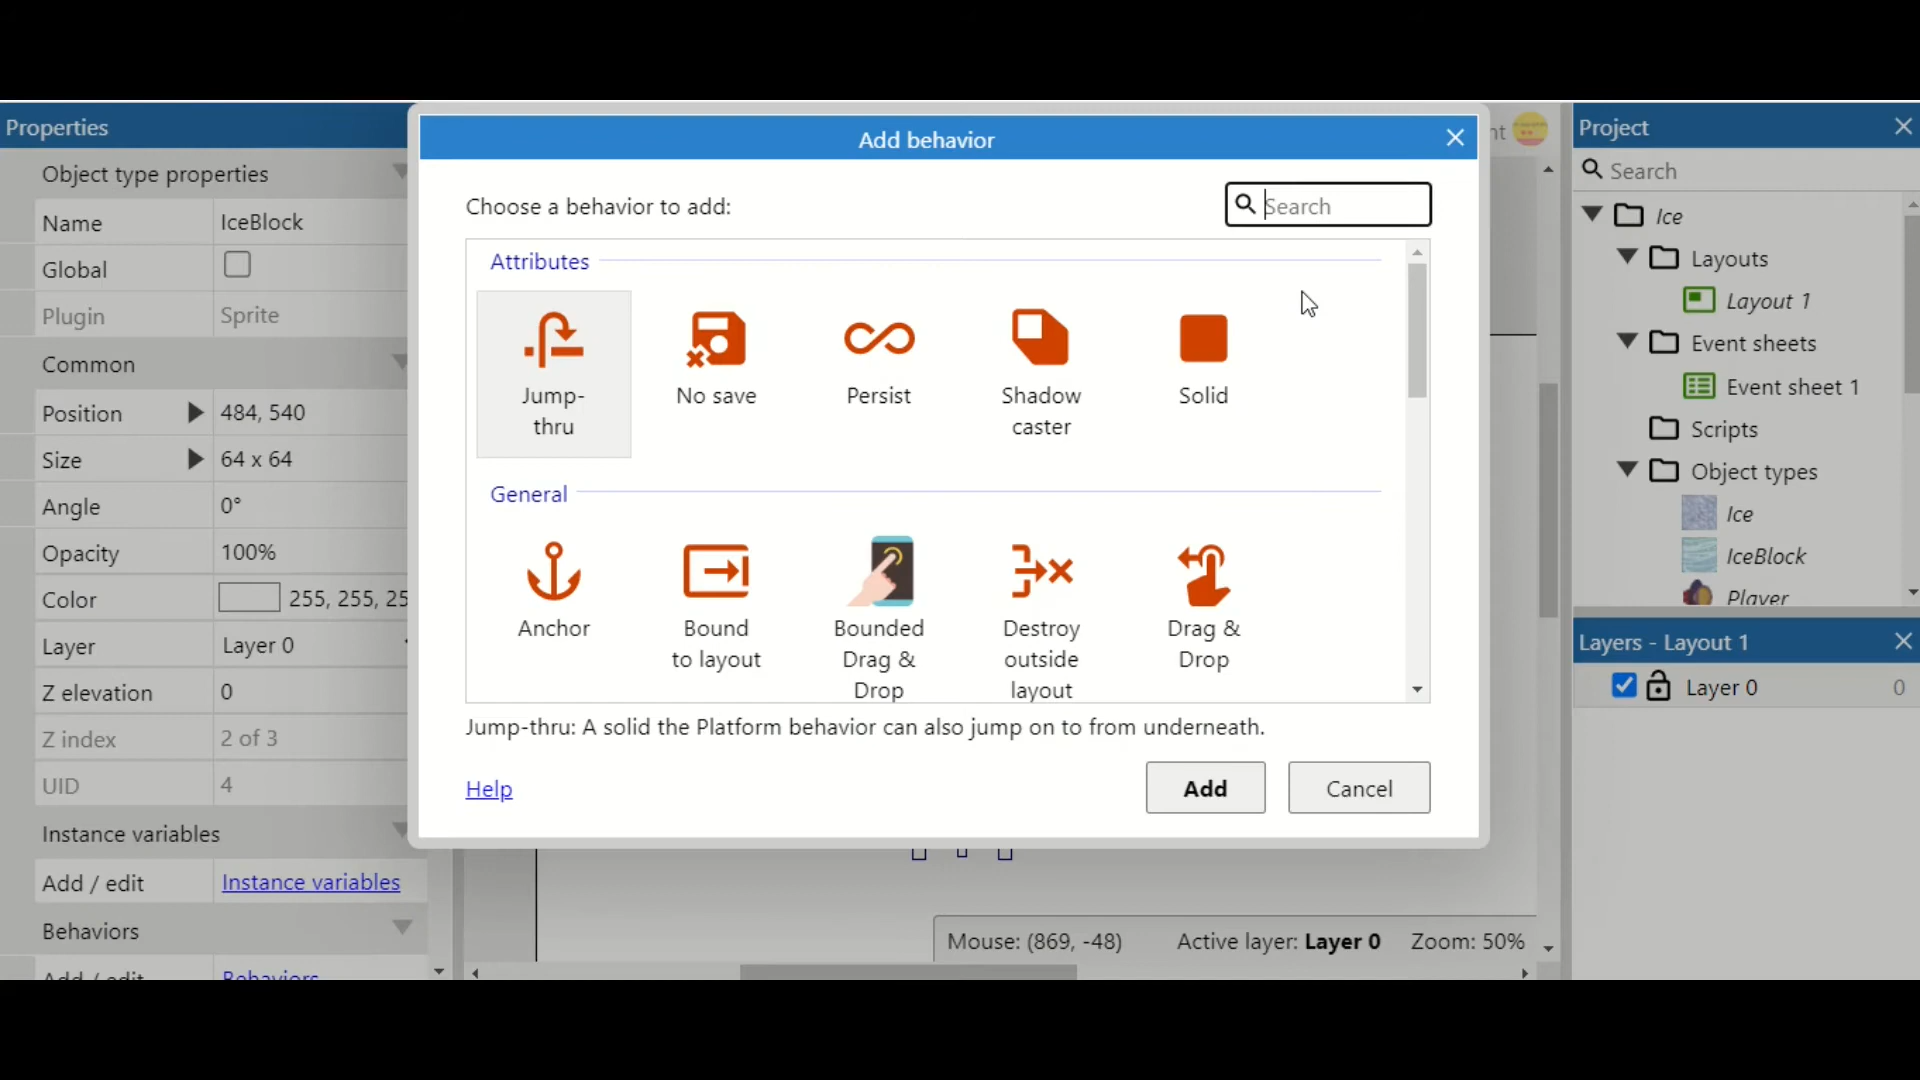 Properties
Object type properties
Name IceBlock
Global
Plugin Sprite
Common
Position 484, 540
Size 64 x 64
Angle 0°
Opacity 100%
Color 255, 255, 25
Layer Layer 0
Z elevation 0
Z index 2 of 3
UID 4
Instance variables
Add / edit Instance variables
Behaviors
Add / edit Behaviors
Add behavior
Choose a behavior to add:
Search
Attributes
Jump-
thru
No save
Persist
Shadow
caster
Solid
General
Anchor
Bound
to layout
Bounded
Drag &
Drop
Destroy
outside
layout
Drag &
Drop
Jump-thru: A solid the Platform behavior can also jump on to from underneath.
Help
Add
Cancel
Mouse: (869, -48) Active layer: Layer 0 Zoom: 50%
nt
Project
Search
Ice
Layouts
Layout 1
Event sheets
Event sheet 1
Scripts
Object types
Ice
IceBlock
Player
Layers - Layout 1
Layer 0 0